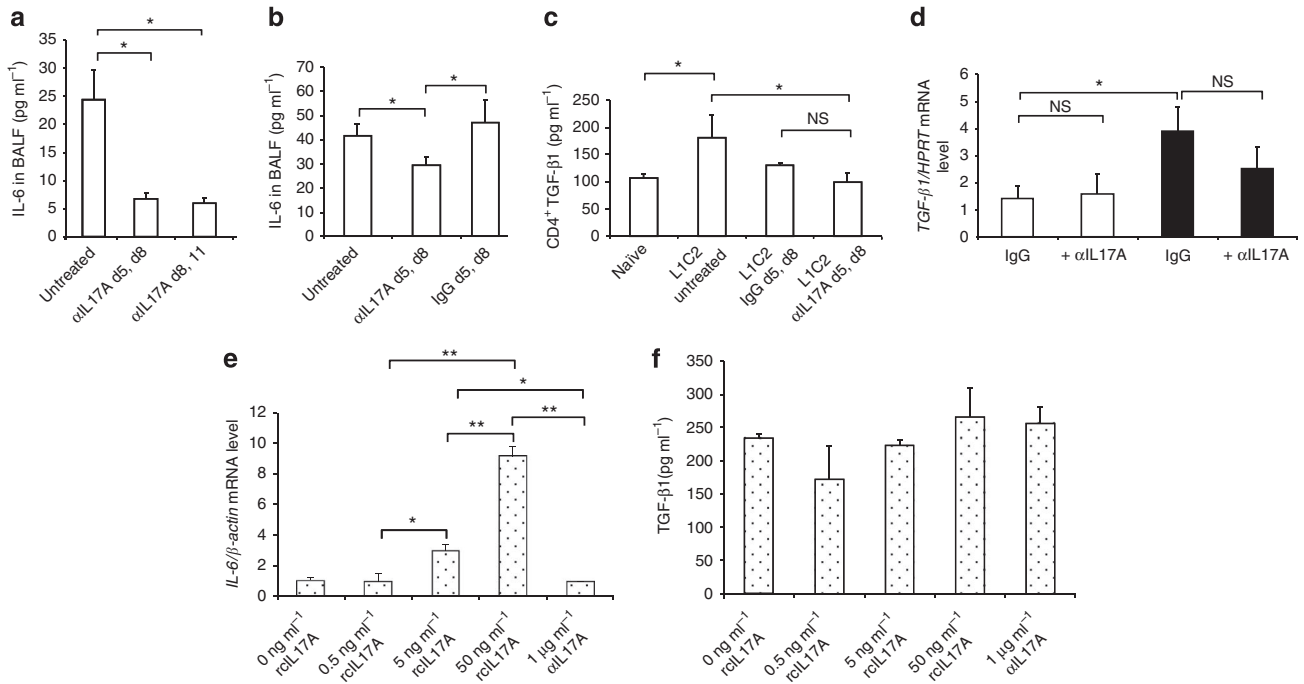 a
*
*
35
30
25
20
15
10
5
0
IL-6 in BALF (pg ml⁻¹)
Untreated
αIL17A d5, d8
αIL17A d8, 11
b
*
*
70
60
50
40
30
20
10
0
IL-6 in BALF (pg ml⁻¹)
Untreated
αIL17A d5, d8
IgG d5, d8
c
*
*
NS
250
200
150
100
50
0
CD4⁺ TGF-β1 (pg ml⁻¹)
Naïve
L1C2
untreated
L1C2
IgG d5, d8
L1C2
αIL17A d5, d8
d
*
NS
NS
6
5
4
3
2
1
0
TGF-β1/HPRT mRNA
level
IgG
+ αIL17A
IgG
+ αIL17A
e
**
*
**
**
*
12
10
8
6
4
2
0
IL-6/β-actin mRNA level
0 ng ml⁻¹
rcIL17A
0.5 ng ml⁻¹
rcIL17A
5 ng ml⁻¹
rcIL17A
50 ng ml⁻¹
rcIL17A
1 µg ml⁻¹
αIL17A
f
350
300
250
200
150
100
50
0
TGF-β1(pg ml⁻¹)
0 ng ml⁻¹
rcIL17A
0.5 ng ml⁻¹
rcIL17A
5 ng ml⁻¹
rcIL17A
50 ng ml⁻¹
rcIL17A
1 µg ml⁻¹
αIL17A